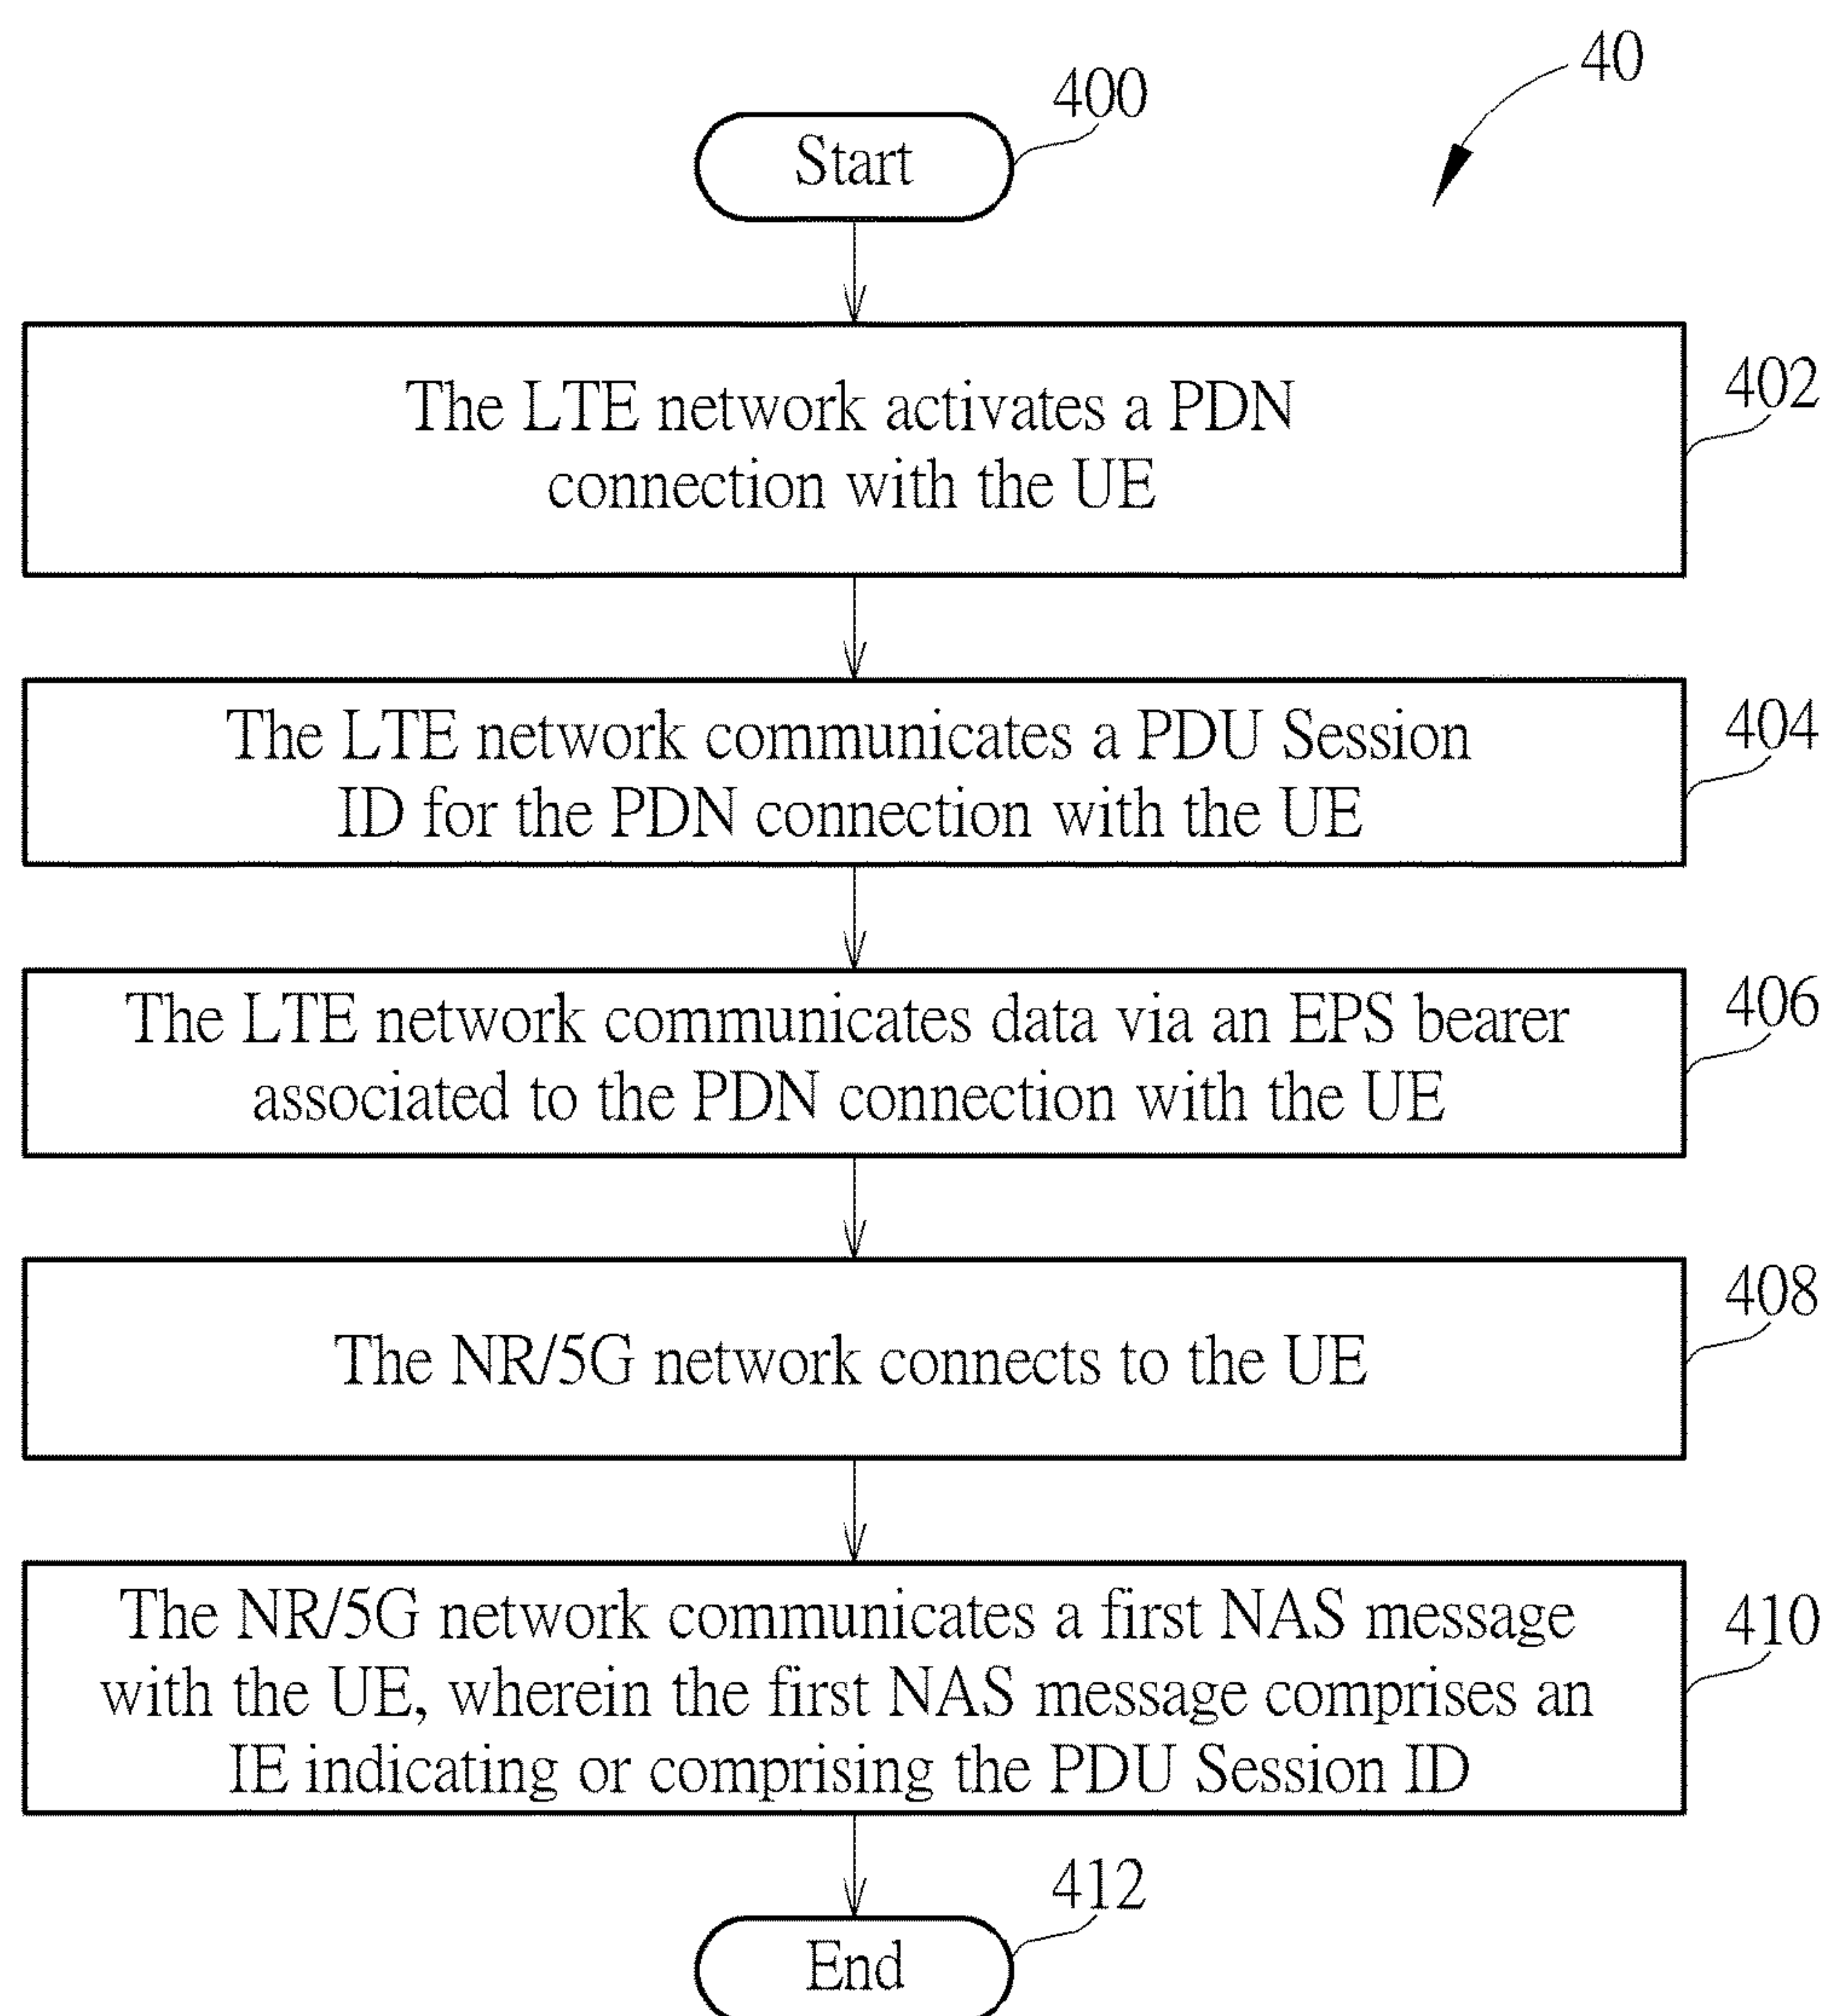 40
400
Start
The LTE network activates a PDN
connection with the UE
402
The LTE network communicates a PDU Session
ID for the PDN connection with the UE
404
The LTE network communicates data via an EPS bearer
associated to the PDN connection with the UE
406
The NR/5G network connects to the UE
408
The NR/5G network communicates a first NAS message
with the UE, wherein the first NAS message comprises an
IE indicating or comprising the PDU Session ID
410
412
End